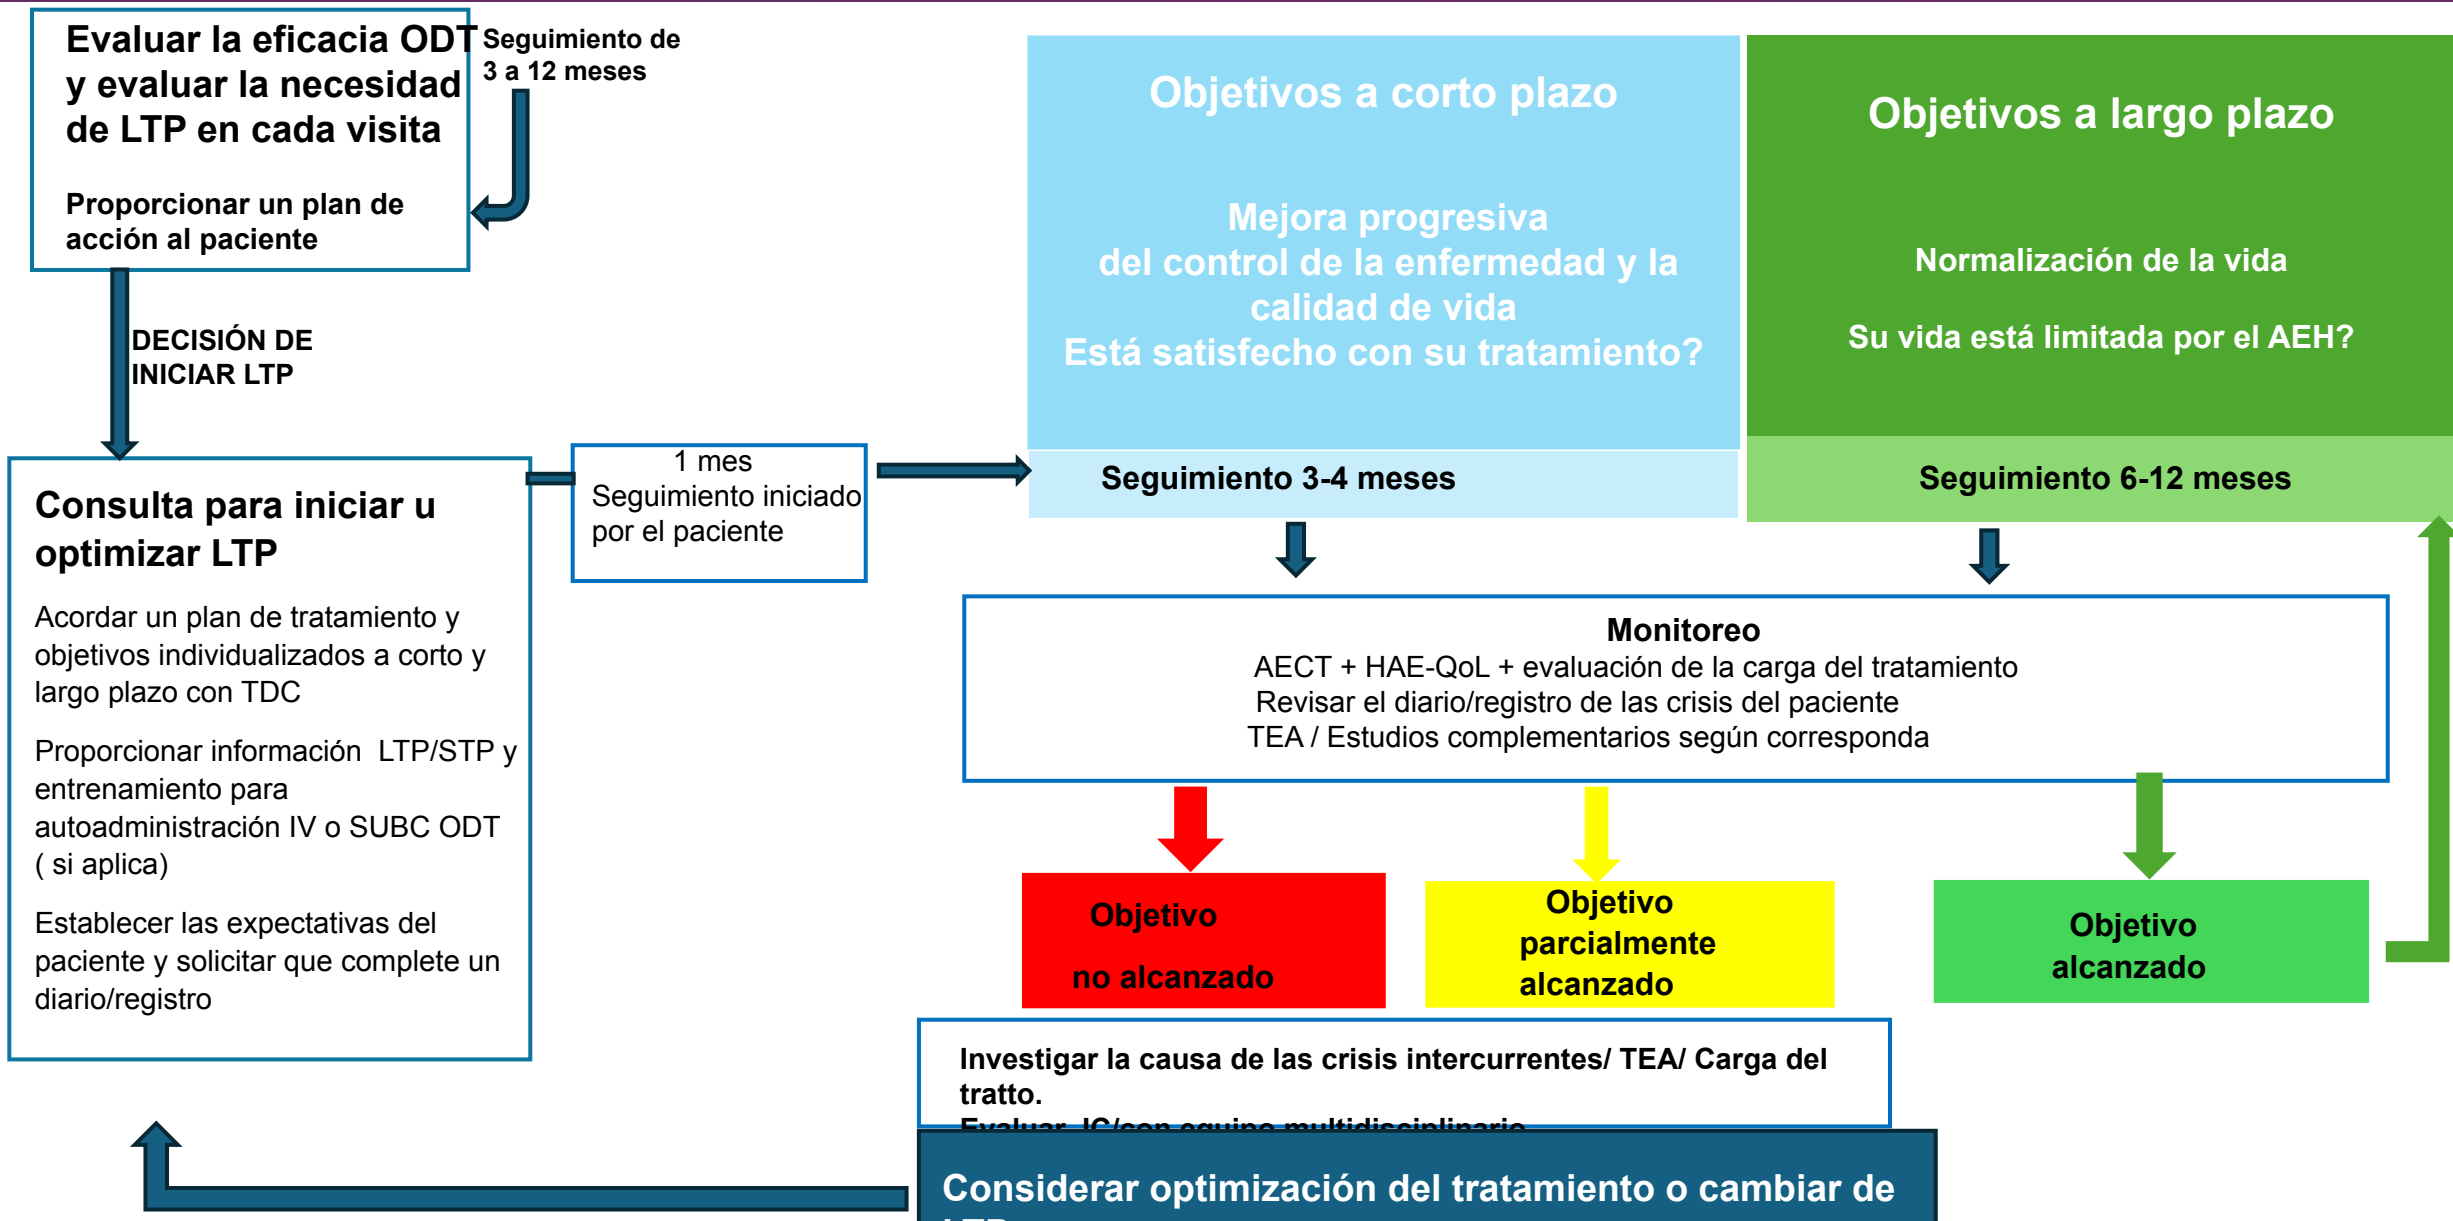 Evaluar la eficacia ODT
y evaluar la necesidad
de LTP en cada visita
Proporcionar un plan de
acción al paciente
Seguimiento de
3 a 12 meses
DECISIÓN DE
INICIAR LTP
Consulta para iniciar u
optimizar LTP
Acordar un plan de tratamiento y
objetivos individualizados a corto y
largo plazo con TDC
Proporcionar información LTP/STP y
entrenamiento para
autoadministración IV o SUBC ODT
( si aplica)
Establecer las expectativas del
paciente y solicitar que complete un
diario/registro
1 mes
Seguimiento iniciado
por el paciente
Objetivos a corto plazo
Mejora progresiva
del control de la enfermedad y la
calidad de vida
Está satisfecho con su tratamiento?
Seguimiento 3-4 meses
Objetivos a largo plazo
Normalización de la vida
Su vida está limitada por el AEH?
Seguimiento 6-12 meses
Monitoreo
AECT + HAE-QoL + evaluación de la carga del tratamiento
Revisar el diario/registro de las crisis del paciente
TEA / Estudios complementarios según corresponda
Objetivo
no alcanzado
Objetivo
parcialmente
alcanzado
Objetivo
alcanzado
Investigar la causa de las crisis intercurrentes/ TEA/ Carga del
tratto.
Evaluar IC/con equipo multidisciplinario
Considerar optimización del tratamiento o cambiar de
LTP